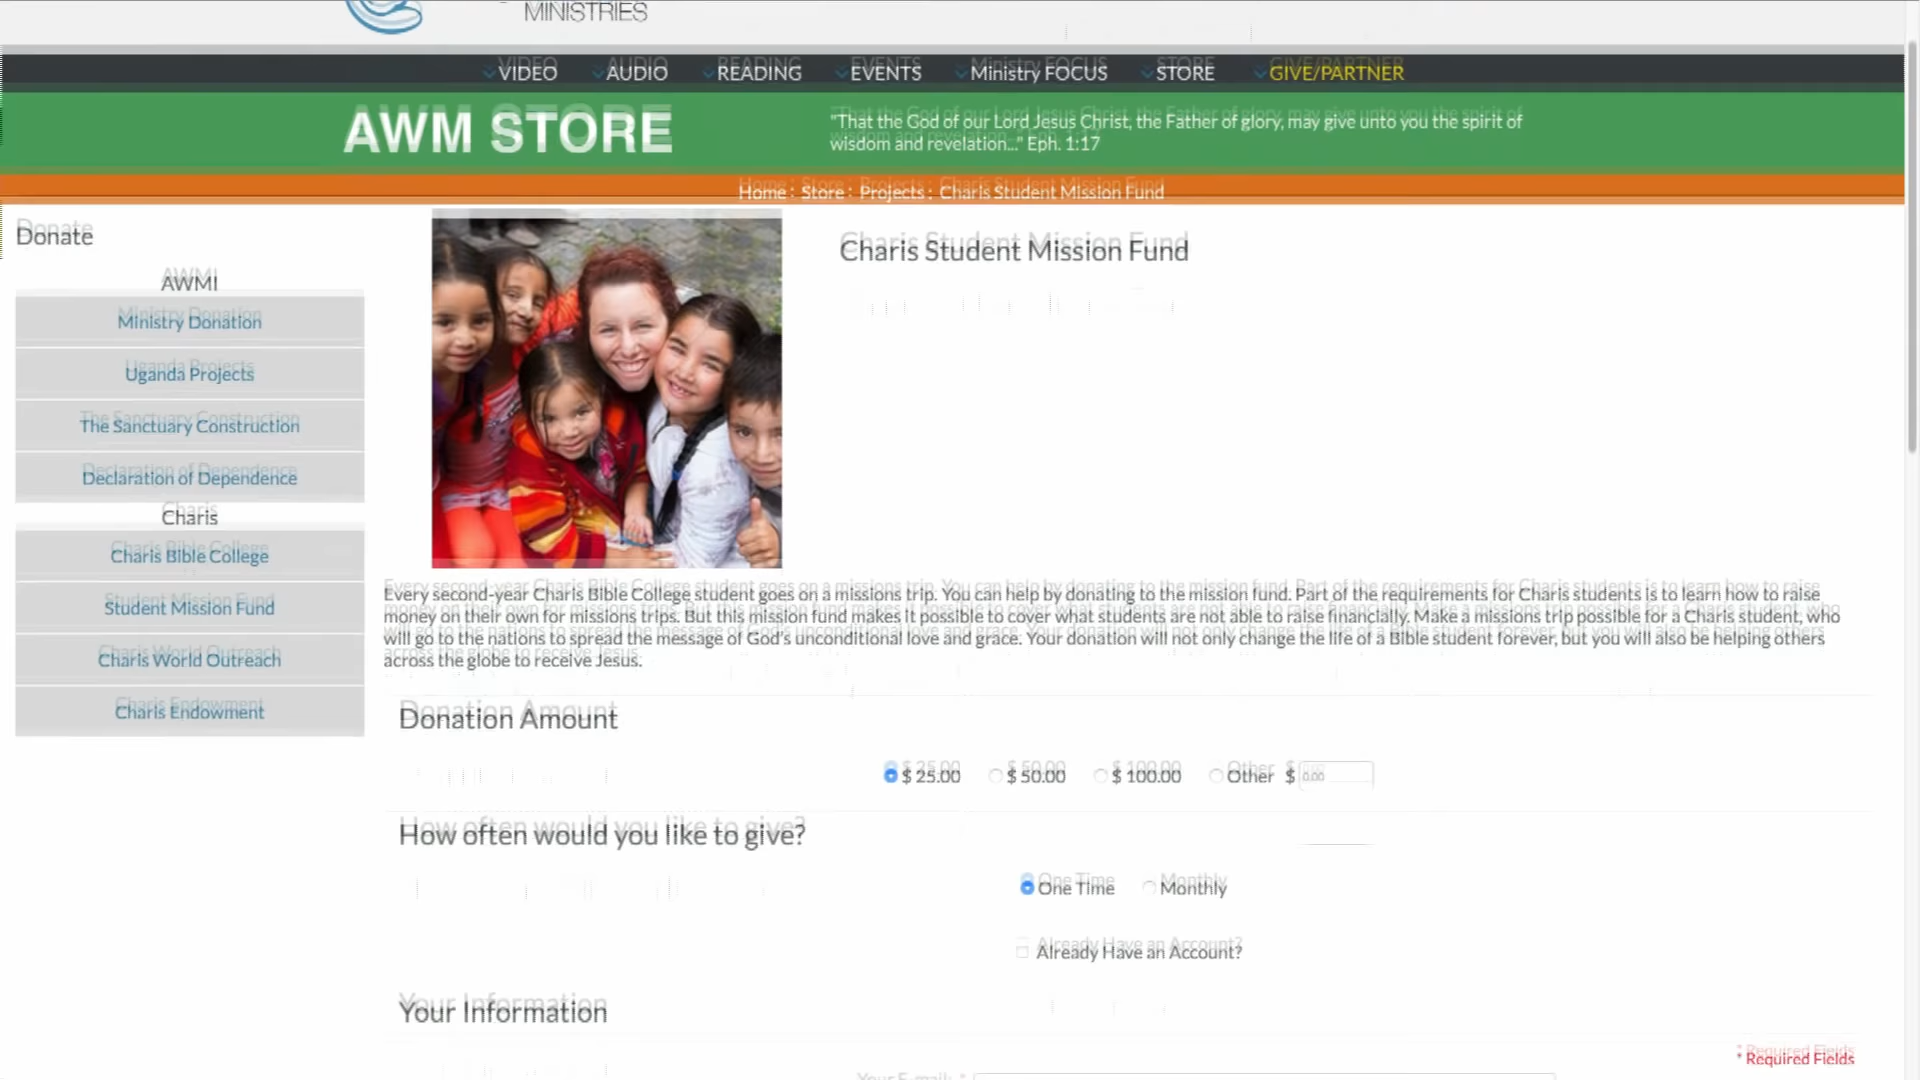 MINISTRIES
VIDEO AUDIO READING EVENTS Ministry FOCUS STORE GIVE/PARTNER
AWM STORE
"That the God of our Lord Jesus Christ, the Father of glory, may give unto you the spirit of
wisdom and revelation..." Eph. 1:17
Home : Store : Projects : Charis Student Mission Fund
Donate
AWMI
Ministry Donation
Uganda Projects
The Sanctuary Construction
Declaration of Dependence
Charis
Charis Bible College
Student Mission Fund
Charis World Outreach
Charis Endowment
Charis Student Mission Fund
Every second-year Charis Bible College student goes on a missions trip. You can help by donating to the mission fund. Part of the requirements for Charis students is to learn how to raise
money on their own for missions trips. But this mission fund makes it possible to cover what students are not able to raise financially. Make a missions trip possible for a Charis student, who
will go to the nations to spread the message of God's unconditional love and grace. Your donation will not only change the life of a Bible student forever, but you will also be helping others
across the globe to receive Jesus.
Donation Amount
$ 25.00 $ 50.00 $ 100.00 Other $ 0.00
How often would you like to give?
One Time Monthly
Already Have an Account?
Your Information
* Required Fields
Your E-mail: *